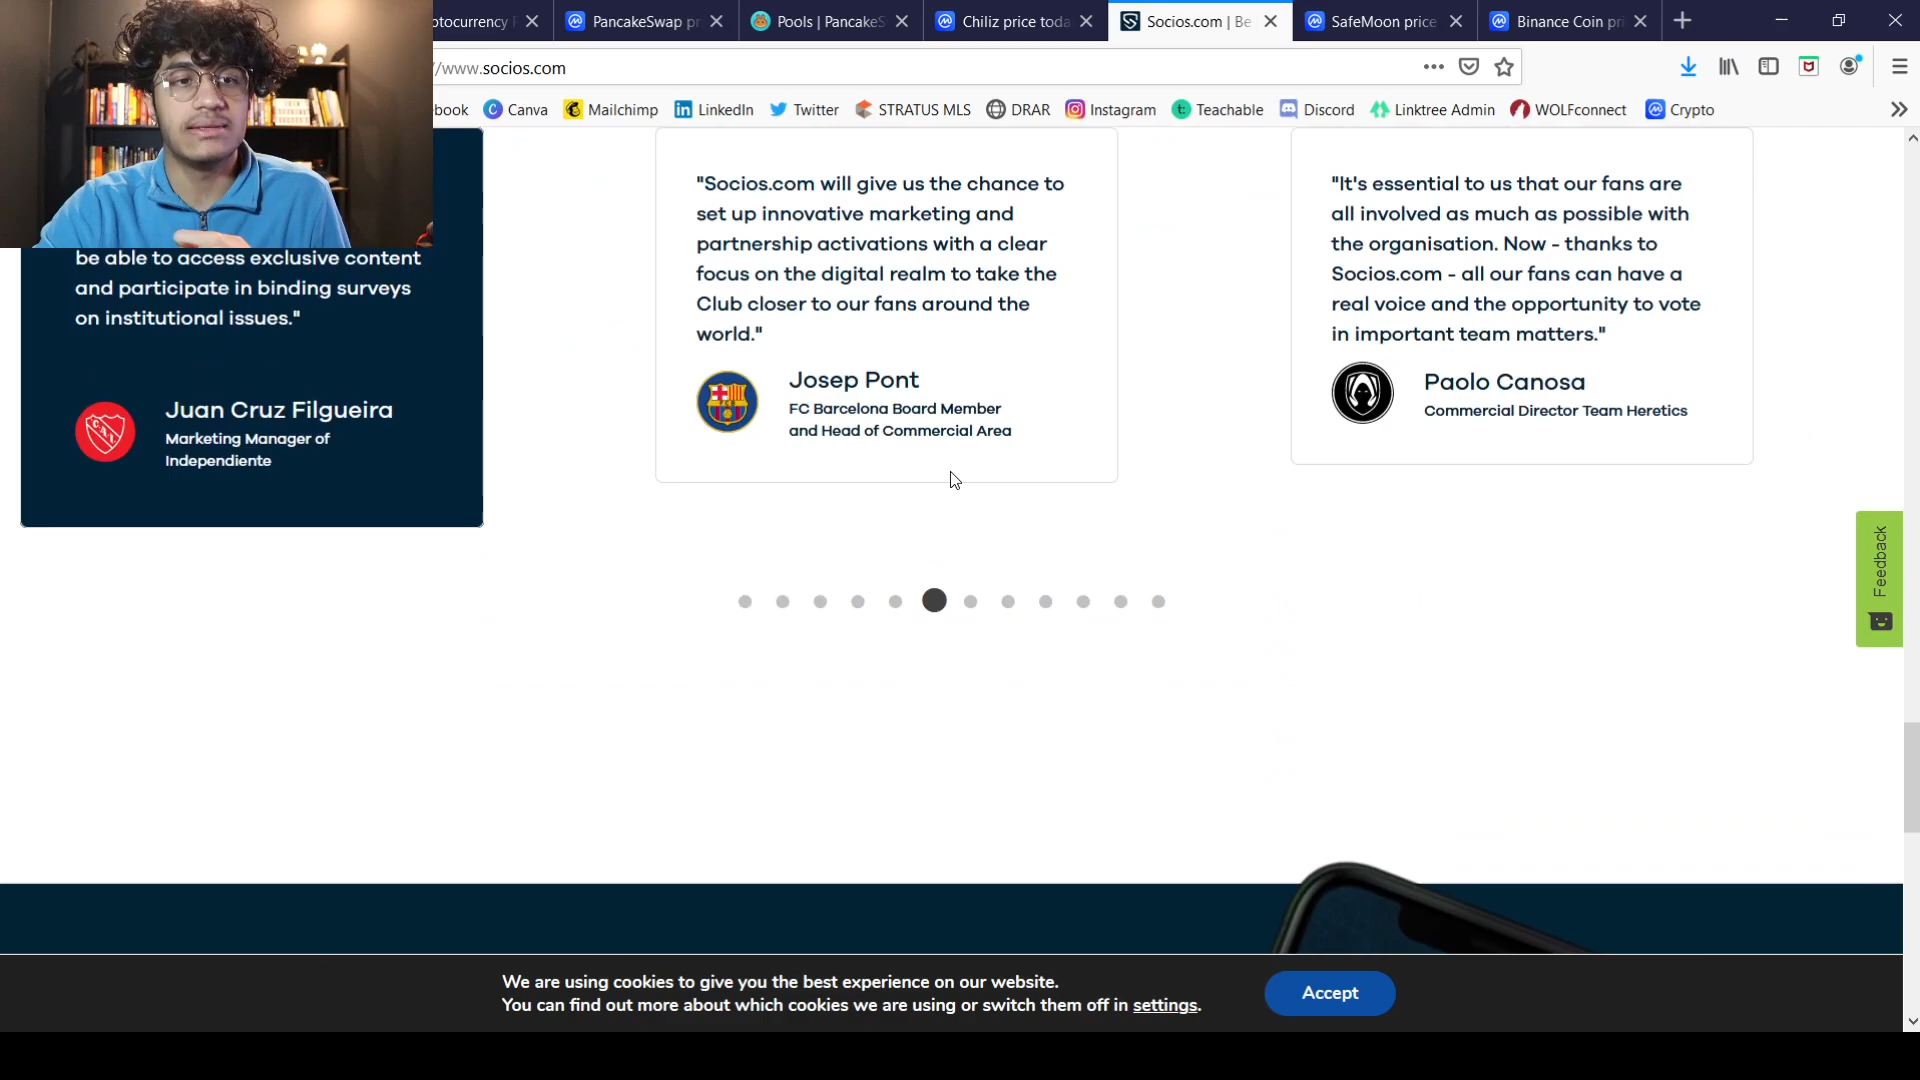 ptocurrency P
PancakeSwap pr
Pools | PancakeS
Chiliz price toda
Socios.com | Be
SafeMoon price
Binance Coin pri
//www.socios.com
ebook
Canva
Mailchimp
LinkedIn
Twitter
STRATUS MLS
DRAR
Instagram
Teachable
Discord
Linktree Admin
WOLFconnect
Crypto
be able to access exclusive content
and participate in binding surveys
on institutional issues."
Juan Cruz Filgueira
Marketing Manager of
Independiente
"Socios.com will give us the chance to
set up innovative marketing and
partnership activations with a clear
focus on the digital realm to take the
Club closer to our fans around the
world."
Josep Pont
FC Barcelona Board Member
and Head of Commercial Area
"It's essential to us that our fans are
all involved as much as possible with
the organisation. Now - thanks to
Socios.com - all our fans can have a
real voice and the opportunity to vote
in important team matters."
Paolo Canosa
Commercial Director Team Heretics
Feedback
We are using cookies to give you the best experience on our website.
You can find out more about which cookies we are using or switch them off in settings.
Accept